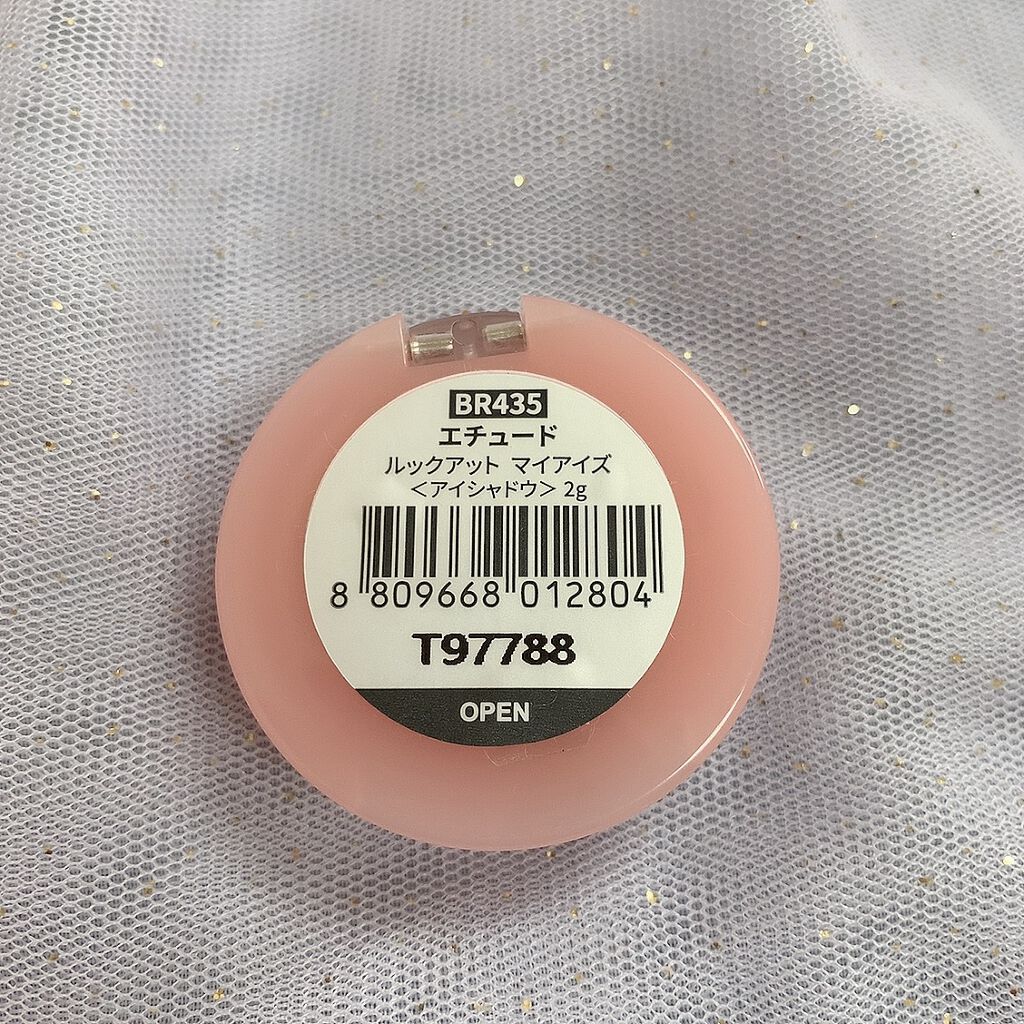 BR435
エチュード
ルックアット マイアイズ
＜アイシャドウ＞ 2g
8 809668 012804
T97788
OPEN